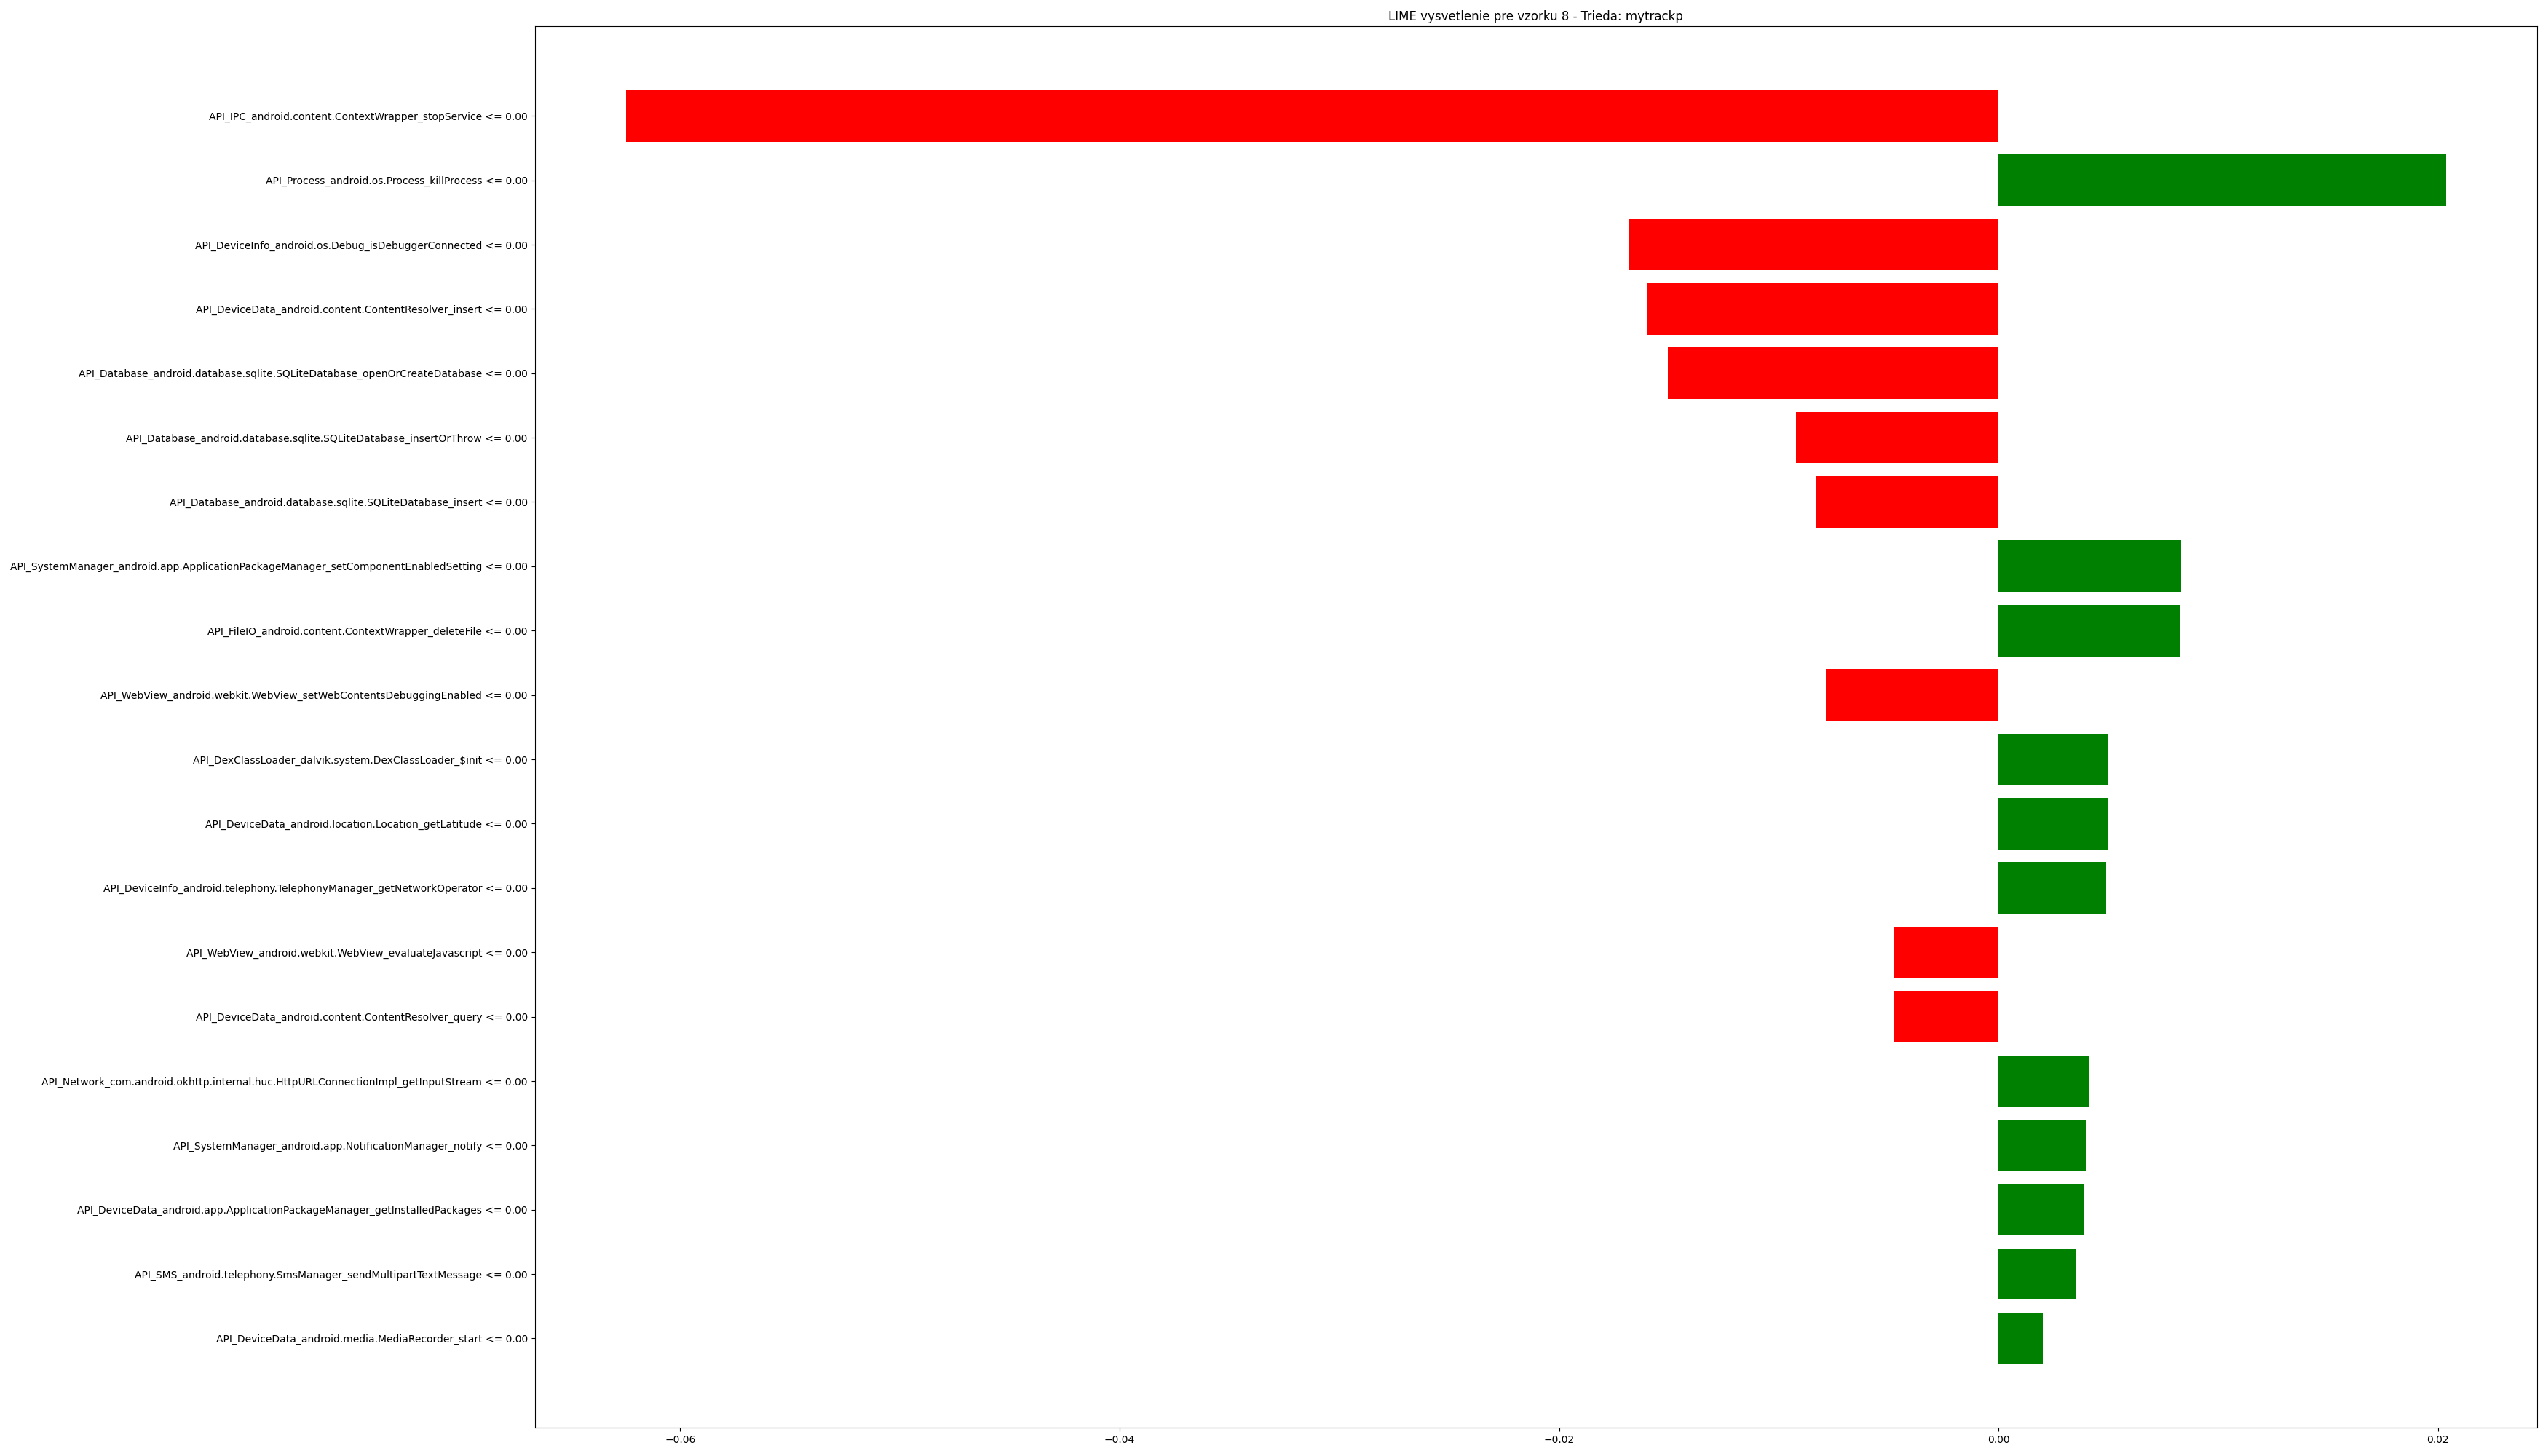 LIME vysvetlenie pre vzorku 8 - Trieda: mytrackp
API_IPC_android.content.ContextWrapper_stopService <= 0.00
API_Process_android.os.Process_killProcess <= 0.00
API_DeviceInfo_android.os.Debug_isDebuggerConnected <= 0.00
API_DeviceData_android.content.ContentResolver_insert <= 0.00
API_Database_android.database.sqlite.SQLiteDatabase_openOrCreateDatabase <= 0.00
API_Database_android.database.sqlite.SQLiteDatabase_insertOrThrow <= 0.00
API_Database_android.database.sqlite.SQLiteDatabase_insert <= 0.00
API_SystemManager_android.app.ApplicationPackageManager_setComponentEnabledSetting <= 0.00
API_FileIO_android.content.ContextWrapper_deleteFile <= 0.00
API_WebView_android.webkit.WebView_setWebContentsDebuggingEnabled <= 0.00
API_DexClassLoader_dalvik.system.DexClassLoader_$init <= 0.00
API_DeviceData_android.location.Location_getLatitude <= 0.00
API_DeviceInfo_android.telephony.TelephonyManager_getNetworkOperator <= 0.00
API_WebView_android.webkit.WebView_evaluateJavascript <= 0.00
API_DeviceData_android.content.ContentResolver_query <= 0.00
API_Network_com.android.okhttp.internal.huc.HttpURLConnectionImpl_getInputStream <= 0.00
API_SystemManager_android.app.NotificationManager_notify <= 0.00
API_DeviceData_android.app.ApplicationPackageManager_getInstalledPackages <= 0.00
API_SMS_android.telephony.SmsManager_sendMultipartTextMessage <= 0.00
API_DeviceData_android.media.MediaRecorder_start <= 0.00
−0.06 −0.04 −0.02 0.00 0.02